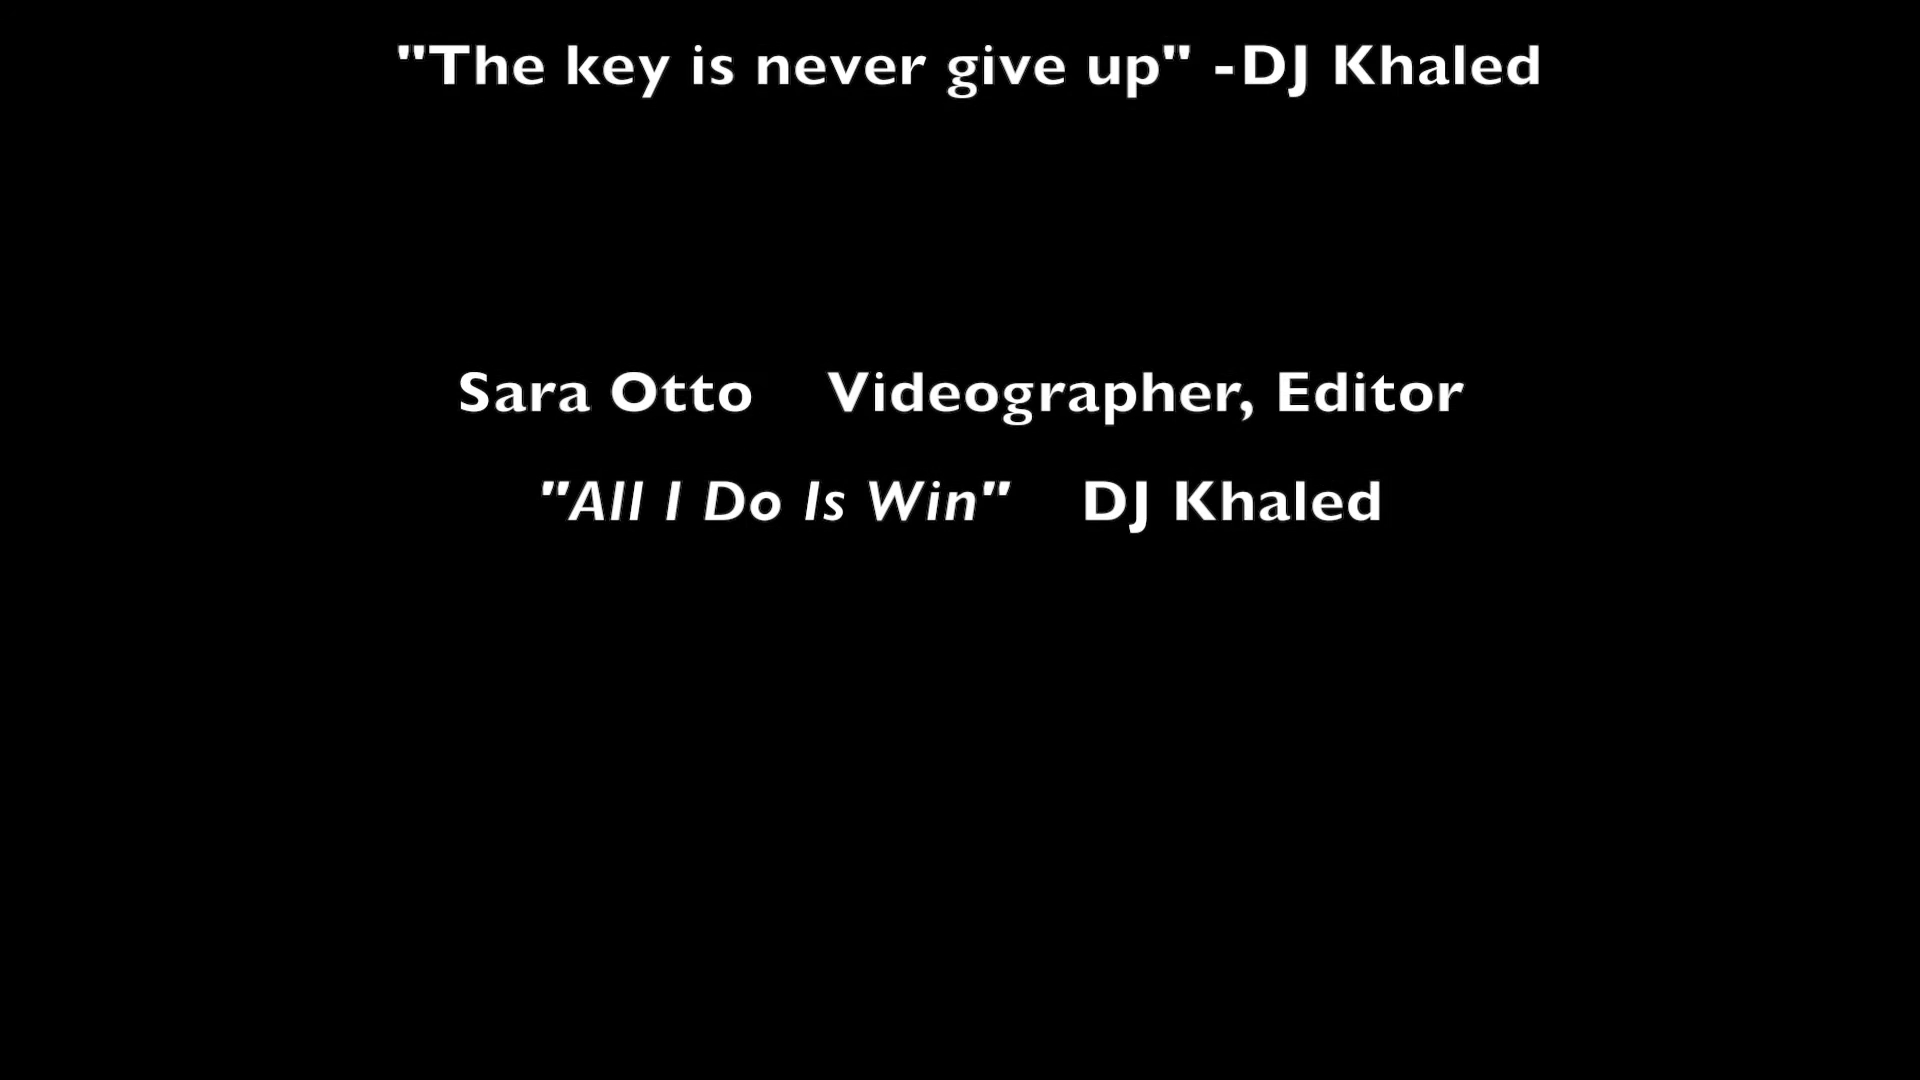 "The key is never give up" -DJ Khaled
Sara Otto Videographer, Editor
"All I Do Is Win" DJ Khaled